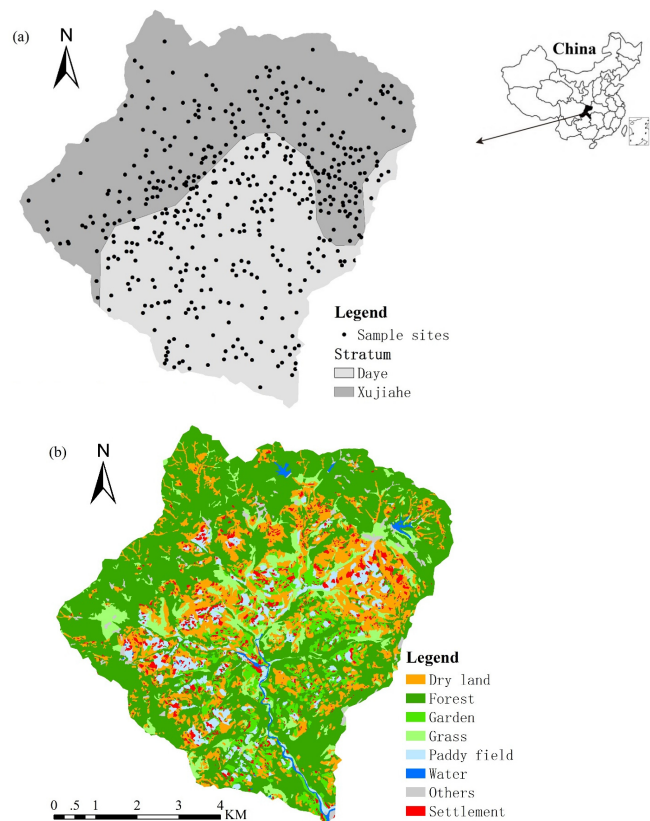 (a)
N
China
Legend
Sample sites
Stratum
Daye
Xujiahe
(b)
N
Legend
Dry land
Forest
Garden
Grass
Paddy field
Water
Others
Settlement
0 .5 1 2 3 4
KM